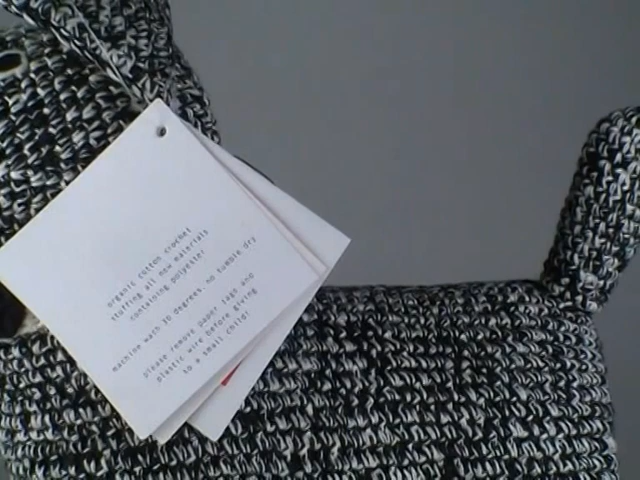 organic cotton crochet
stuffing all new materials
containing polyester
machine wash 30 degrees. no tumble dry
please remove paper tags and
plastic wire before giving
to a small child!